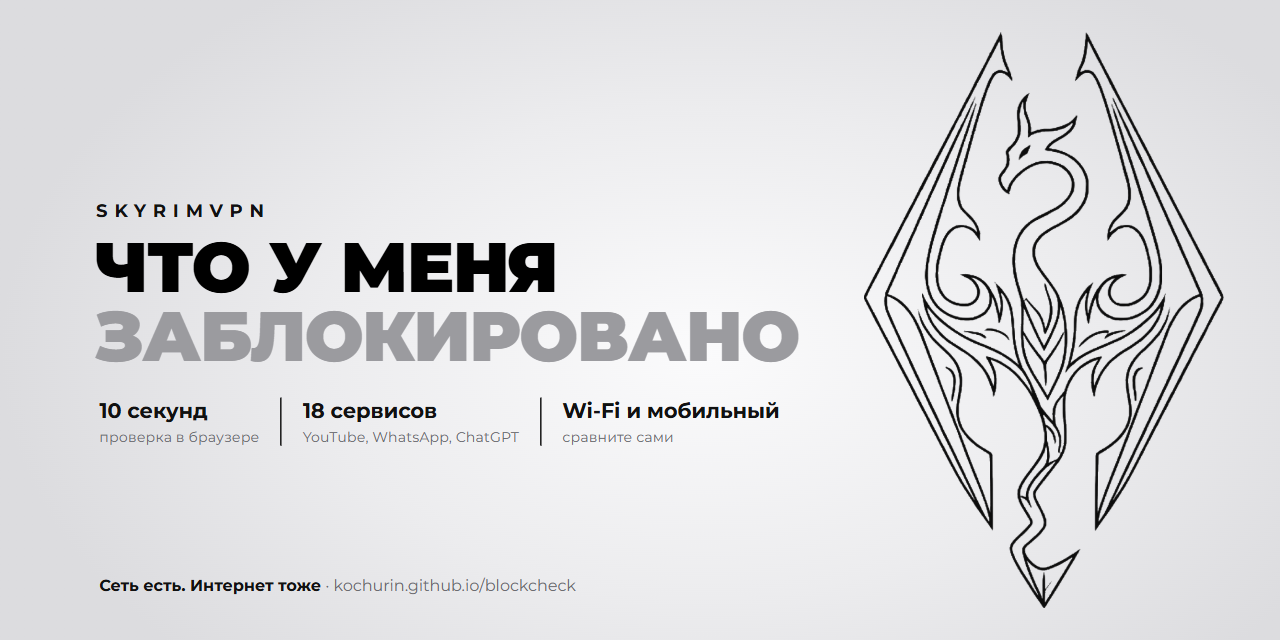 SKYRIMVPN
ЧТО У МЕНЯ
ЗАБЛОКИРОВАНО
10 секунд
проверка в браузере
18 сервисов
YouTube, WhatsApp, ChatGPT
Wi-Fi и мобильный
сравните сами
Сеть есть. Интернет тоже · kochurin.github.io/blockcheck